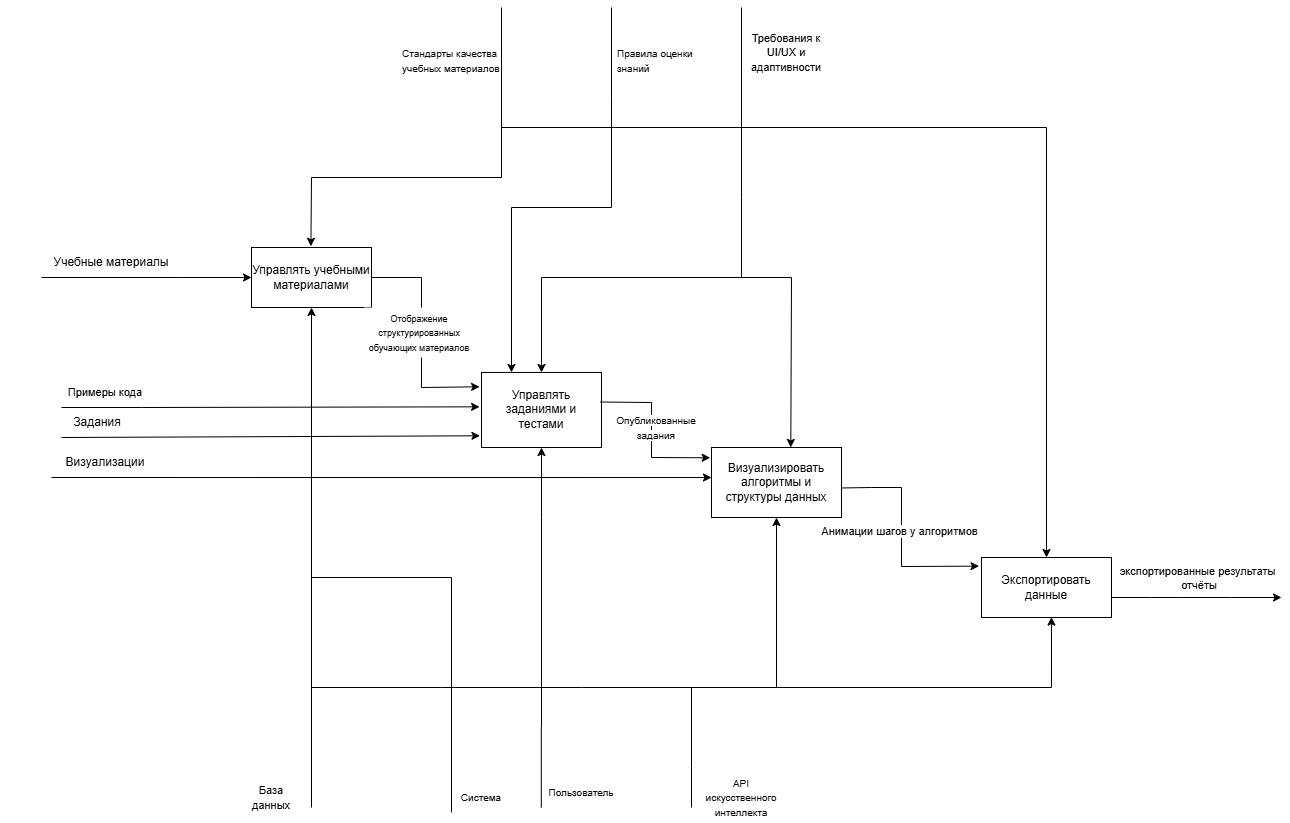 Стандарты качества
учебных материалов
Правила оценки
знаний
Требования к
UI/UX и
адаптивности
Учебные материалы
Управлять учебными
материалами
Отображение
структурированных
обучающих материалов
Примеры кода
Задания
Визуализации
Управлять
заданиями и
тестами
Опубликованные
задания
Визуализировать
алгоритмы и
структуры данных
Анимации шагов у алгоритмов
Экспортировать
данные
экспортированные результаты
отчёты
База
данных
Система
Пользователь
API
искусственного
интеллекта